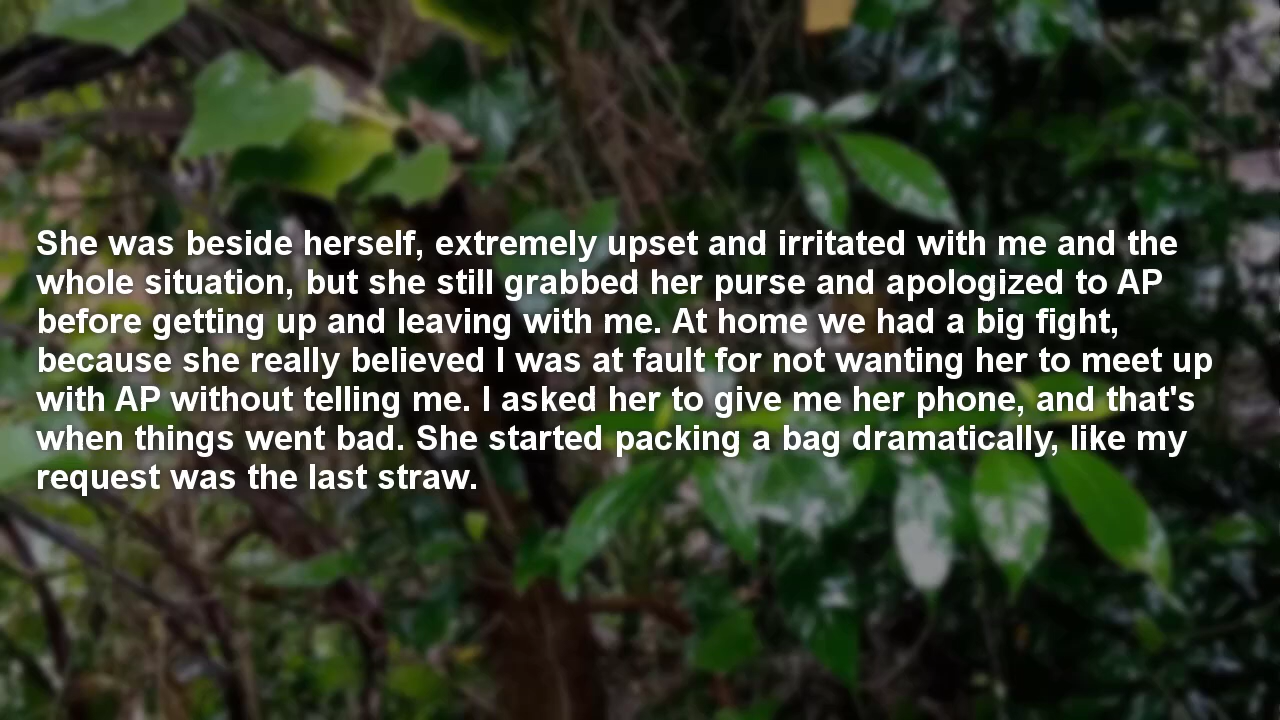 She was beside herself, extremely upset and irritated with me and the
whole situation, but she still grabbed her purse and apologized to AP
before getting up and leaving with me. At home we had a big fight,
because she really believed I was at fault for not wanting her to meet up
with AP without telling me. I asked her to give me her phone, and that's
when things went bad. She started packing a bag dramatically, like my
request was the last straw.